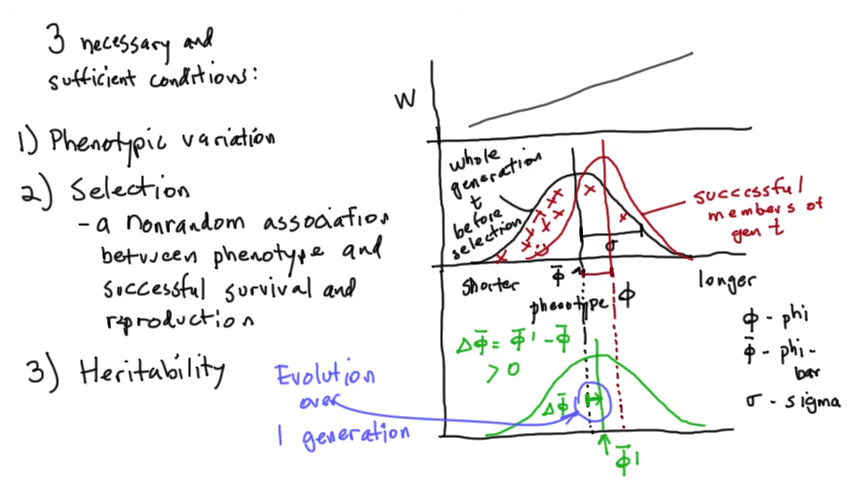 3 necessary and
sufficient conditions:
1) Phenotypic variation
2) Selection
- a nonrandom association
between phenotype and
successful survival and
reproduction
3) Heritability
Evolution
over
1 generation
W
whole
generation
t
before
selection
successful
members of
gen t
σ
Φ̄
shorter
phenotype ϕ
longer
ΔΦ̄ = Φ̄' - Φ̄
> 0
ΔΦ̄
Φ̄'
ϕ - phi
Φ̄ - phi-
bar
σ - sigma